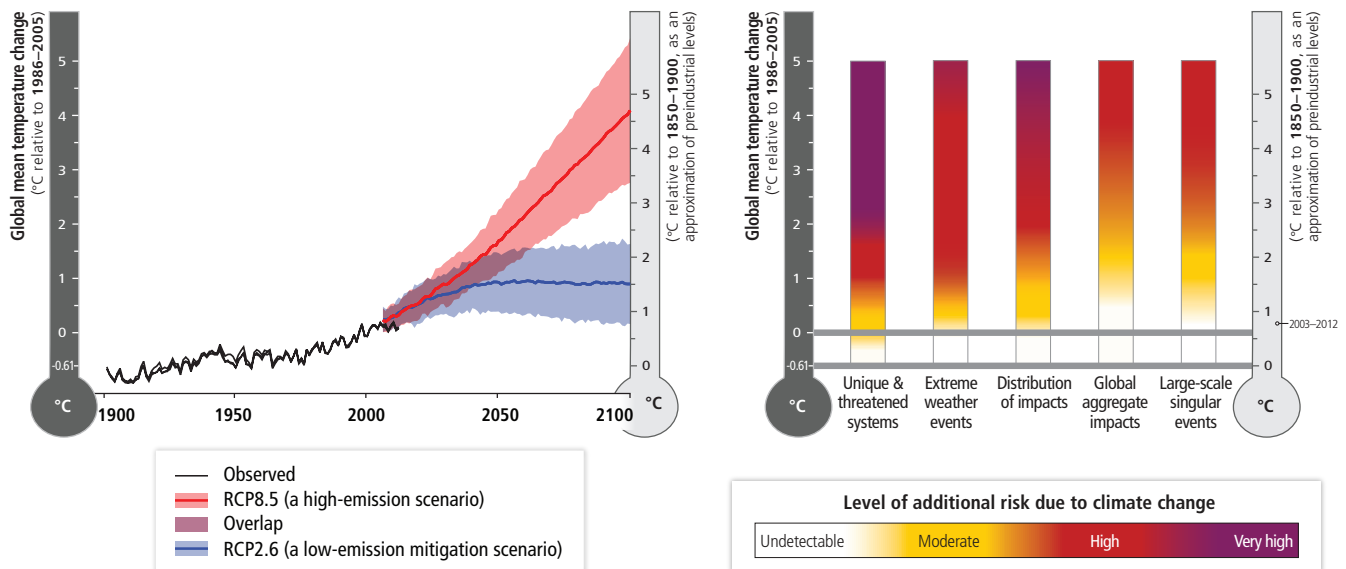 Global mean temperature change
(°C relative to 1986–2005)
5
4
3
2
1
0
-0.61
°C
5
4
3
2
1
0
°C
(°C relative to 1850–1900, as an
approximation of preindustrial levels)
1900
1950
2000
2050
2100
Observed
RCP8.5 (a high-emission scenario)
Overlap
RCP2.6 (a low-emission mitigation scenario)
Global mean temperature change
(°C relative to 1986–2005)
5
4
3
2
1
0
-0.61
°C
5
4
3
2
1
0
°C
2003–2012
(°C relative to 1850–1900, as an
approximation of preindustrial levels)
Unique &
threatened
systems
Extreme
weather
events
Distribution
of impacts
Global
aggregate
impacts
Large-scale
singular
events
Level of additional risk due to climate change
Undetectable Moderate High Very high